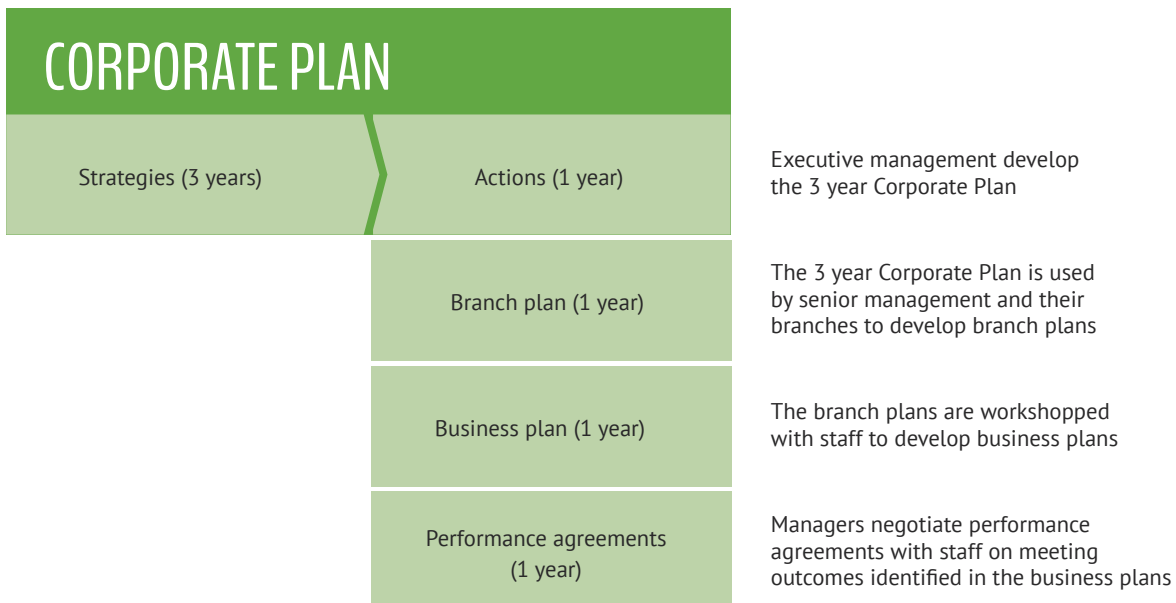 CORPORATE PLAN
Strategies (3 years)
Actions (1 year)
Executive management develop
the 3 year Corporate Plan
Branch plan (1 year)
The 3 year Corporate Plan is used
by senior management and their
branches to develop branch plans
Business plan (1 year)
The branch plans are workshopped
with staff to develop business plans
Performance agreements
(1 year)
Managers negotiate performance
agreements with staff on meeting
outcomes identified in the business plans